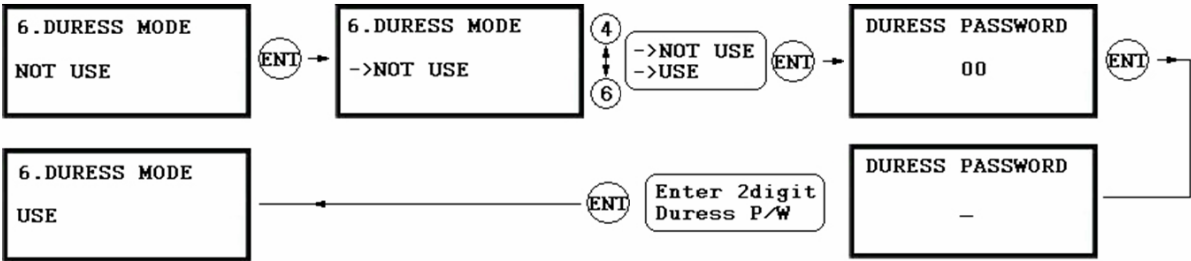 6.DURESS MODE
NOT USE
ENT
6.DURESS MODE
->NOT USE
4
6
->NOT USE
->USE
ENT
DURESS PASSWORD
00
ENT
DURESS PASSWORD
_
Enter 2digit
Duress P/W
ENT
6.DURESS MODE
USE